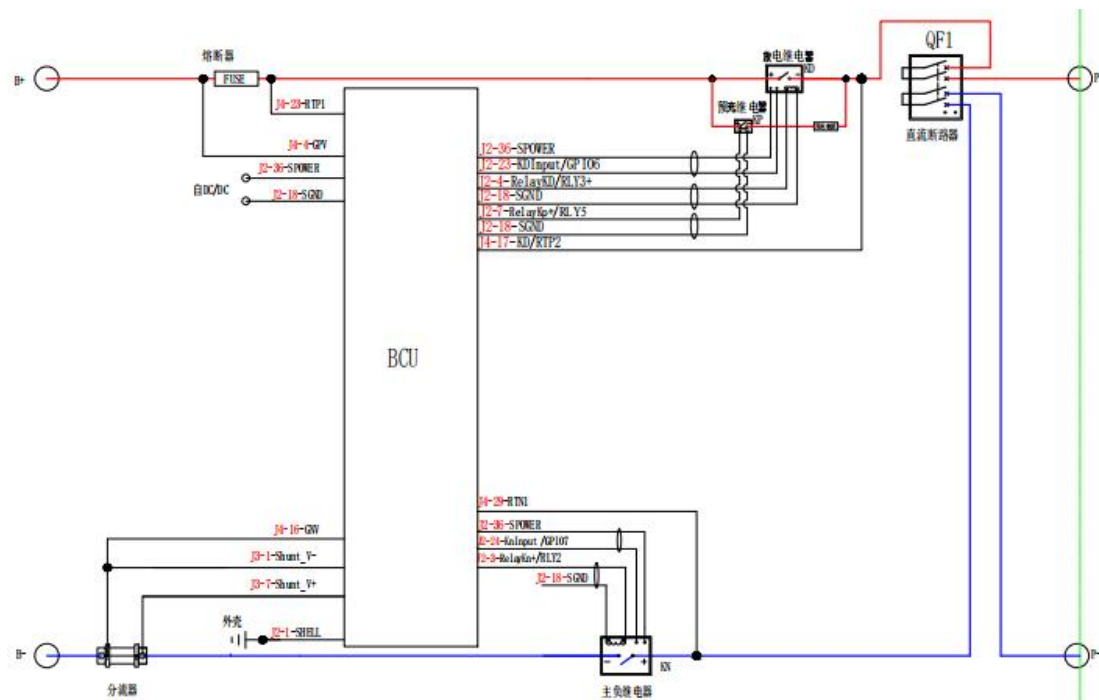 熔断器
B+
FUSE
放电继电器
+
-
KD
QF1
P
直流断路器
预充继电器
KP
J4-23-RTP1
J4-4-GPV
J2-36-SPOWER
自DC/DC
J2-18-SGND
J2-36-SPOWER
J2-23-KDInput/GPIO6
J2-4-RelayKD/RLY3+
J2-18-SGND
J2-7-RelayKp+/RLY5
J2-18-SGND
J4-17-KD/RTP2
BCU
J4-29-RTN1
J2-36-SPOWER
J2-24-KnInput/GPIO7
J2-3-RelayKn+/RLY2
J2-18-SGND
J4-16-GNV
J3-1-Shunt_V-
J3-7-Shunt_V+
外壳
J2-1-SHELL
B-
分流器
-
+
KN
主负继电器
P-